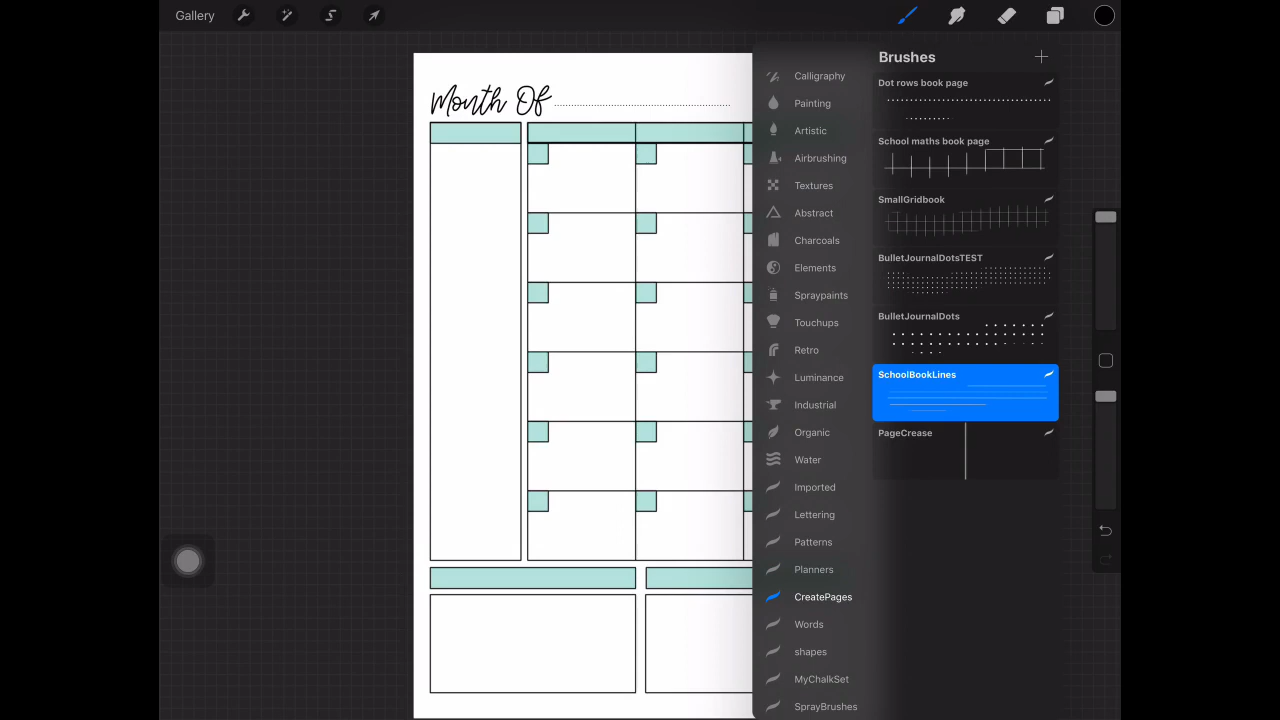 Gallery
Month Of
Calligraphy
Painting
Artistic
Airbrushing
Textures
Abstract
Charcoals
Elements
Spraypaints
Touchups
Retro
Luminance
Industrial
Organic
Water
Imported
Lettering
Patterns
Planners
CreatePages
Words
shapes
MyChalkSet
SprayBrushes
Brushes
Dot rows book page
School maths book page
SmallGridbook
BulletJournalDotsTEST
BulletJournalDots
SchoolBookLines
PageCrease